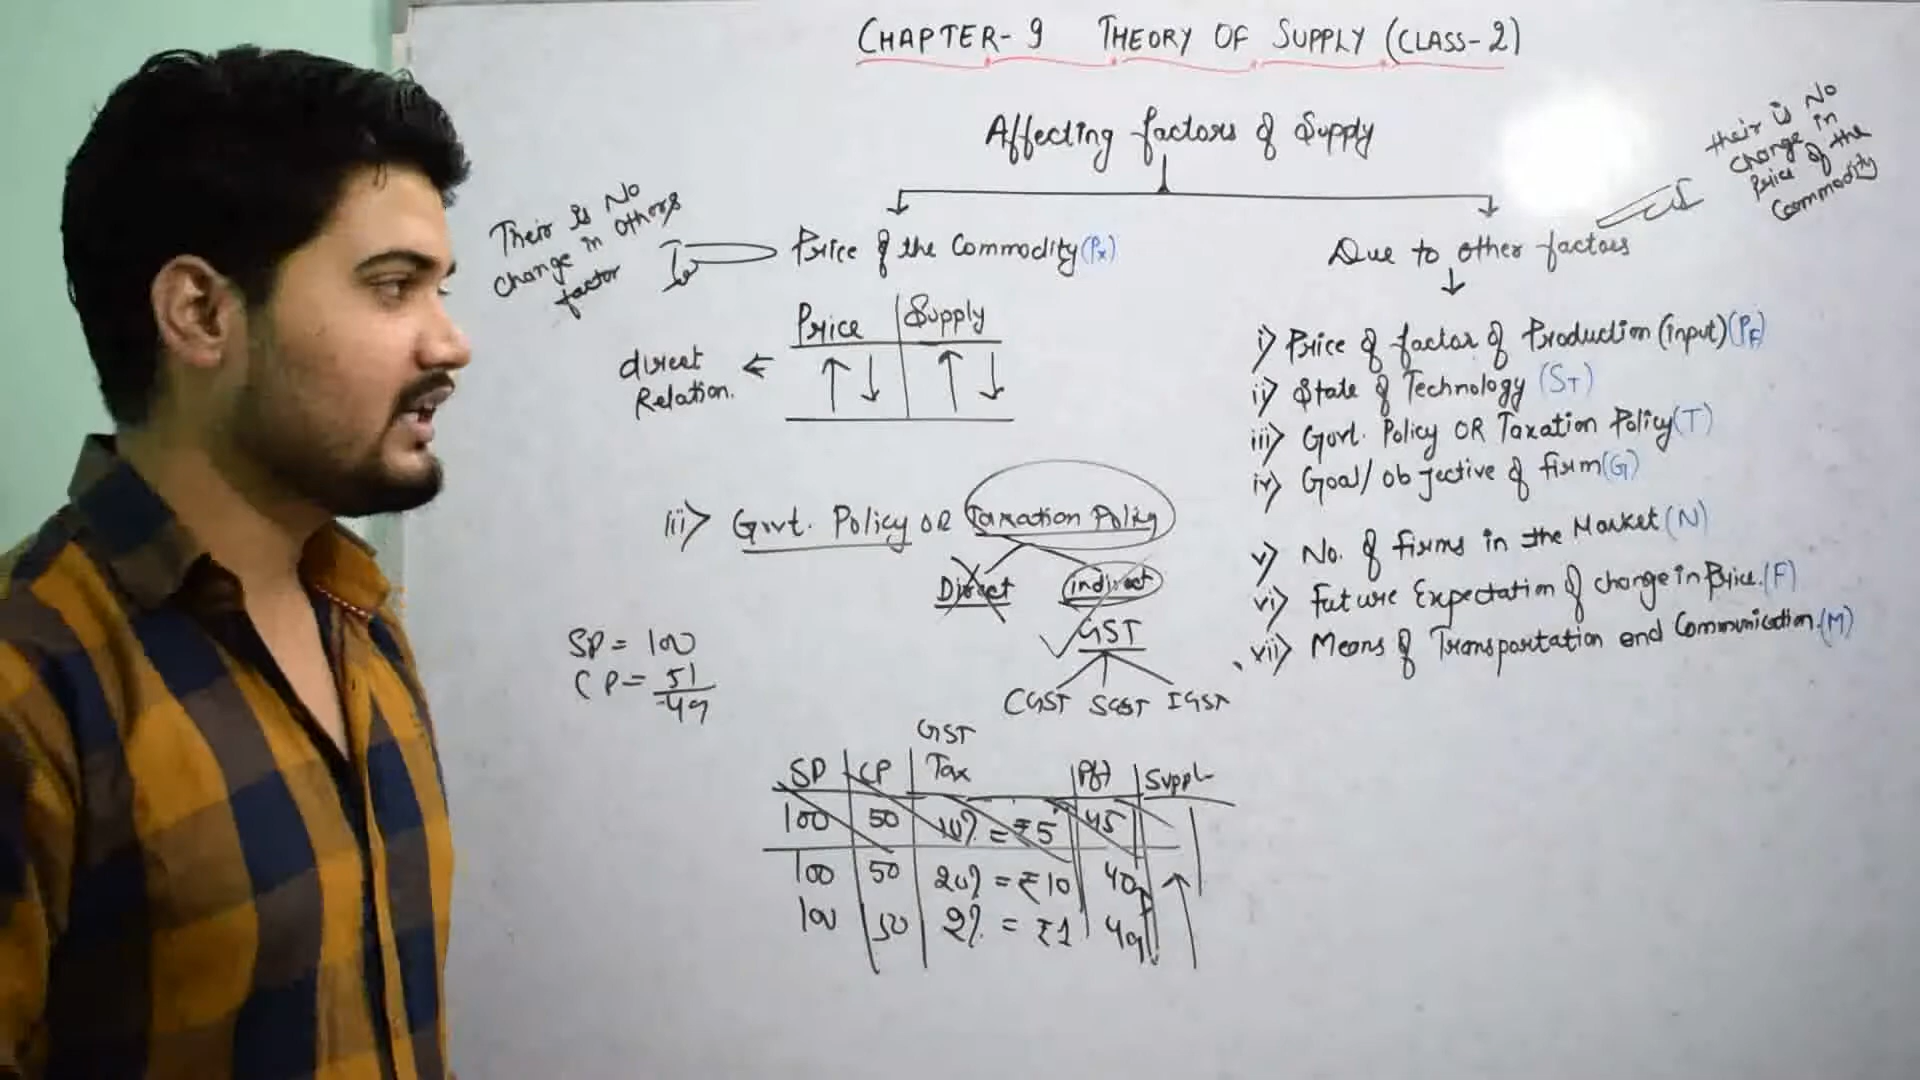 CHAPTER-9 THEORY OF SUPPLY (CLASS-2)
Affecting factors of Supply
Their is No
change in others
factor
Price of the Commodity (Px)
Price Supply
direct
Relation.
their is No
change in
Price of the
Commodity
Due to other factors
i) Price of factor of Production (input) (PF)
ii) State of Technology (ST)
iii) Govt. Policy OR Taxation Policy (T)
iv) Goal/objective of firm (G)
v) No. of firms in the Market (N)
vi) Future Expectation of change in Price. (F)
vii) Means of Transportation and Communication. (M)
iii) Govt. Policy OR Taxation Policy
Direct indirect
GST
CGST SGST IGST
SP = 100
CP = 51
-49
GST
SP CP Tax Pft Suppl
100 50 10% = ₹5 45
100 50 20% = ₹10 40
100 50 2% = ₹1 49